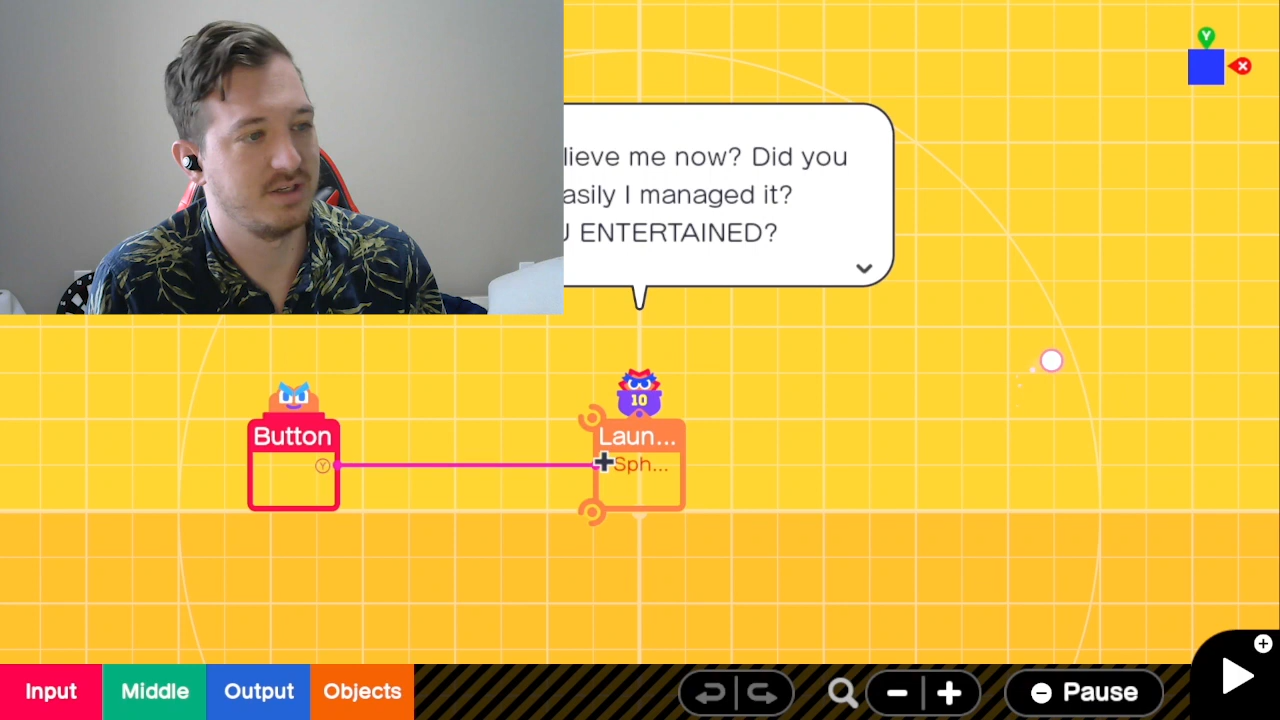 Y
lieve me now? Did you
asily I managed it?
ENTERTAINED?
10
Button
Laun...
Y
Sph...
Input
Middle
Output
Objects
Pause